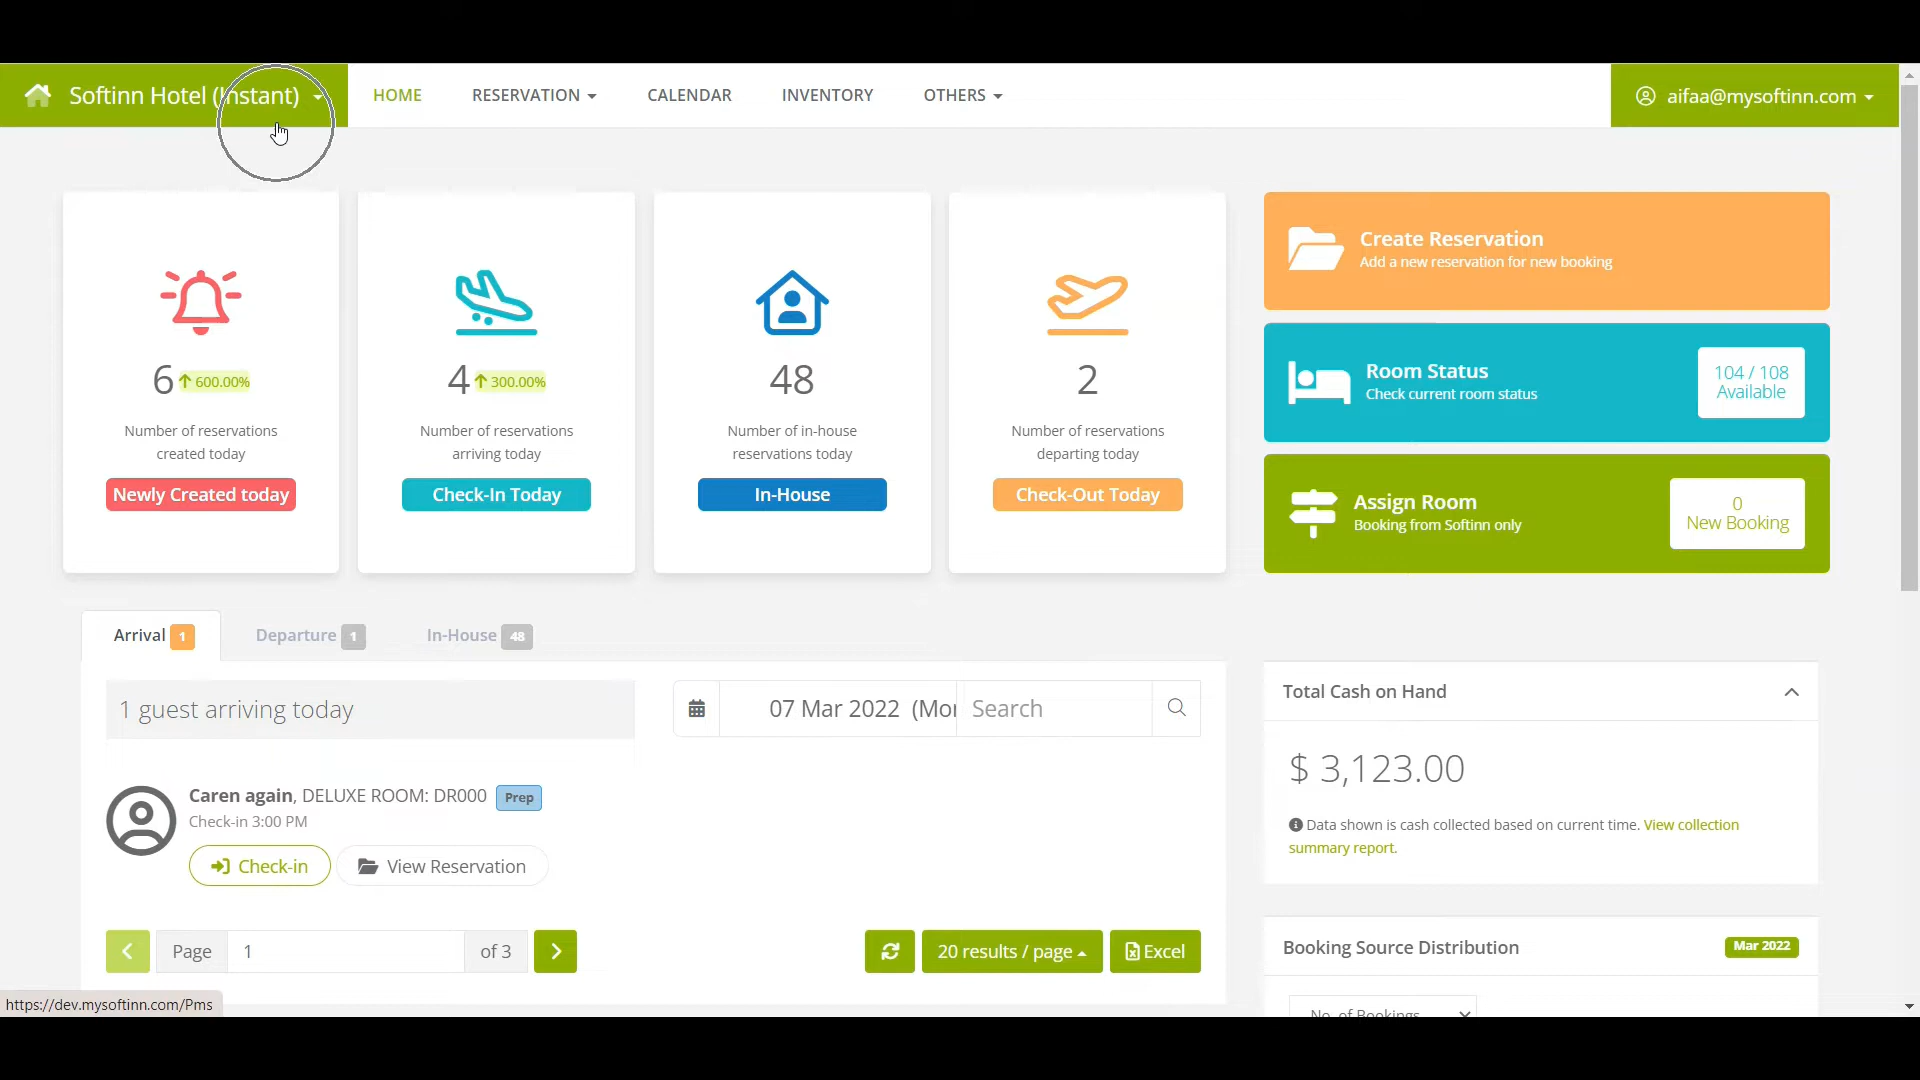 Softinn Hotel (Instant)
HOME
RESERVATION
CALENDAR
INVENTORY
OTHERS
aifaa@mysoftinn.com
6
600.00%
Number of reservations
created today
Newly Created today
4
300.00%
Number of reservations
arriving today
Check-In Today
48
Number of in-house
reservations today
In-House
2
Number of reservations
departing today
Check-Out Today
Create Reservation
Add a new reservation for new booking
Room Status
Check current room status
104 / 108
Available
Assign Room
Booking from Softinn only
0
New Booking
Arrival 1
Departure 1
In-House 48
1 guest arriving today
07 Mar 2022 (Mon
Search
Caren again, DELUXE ROOM: DR000 Prep
Check-in 3:00 PM
Check-in
View Reservation
Page
1
of 3
20 results / page
Excel
Total Cash on Hand
$ 3,123.00
Data shown is cash collected based on current time. View collection
summary report.
Booking Source Distribution
Mar 2022
No. of Bookings
https://dev.mysoftinn.com/Pms